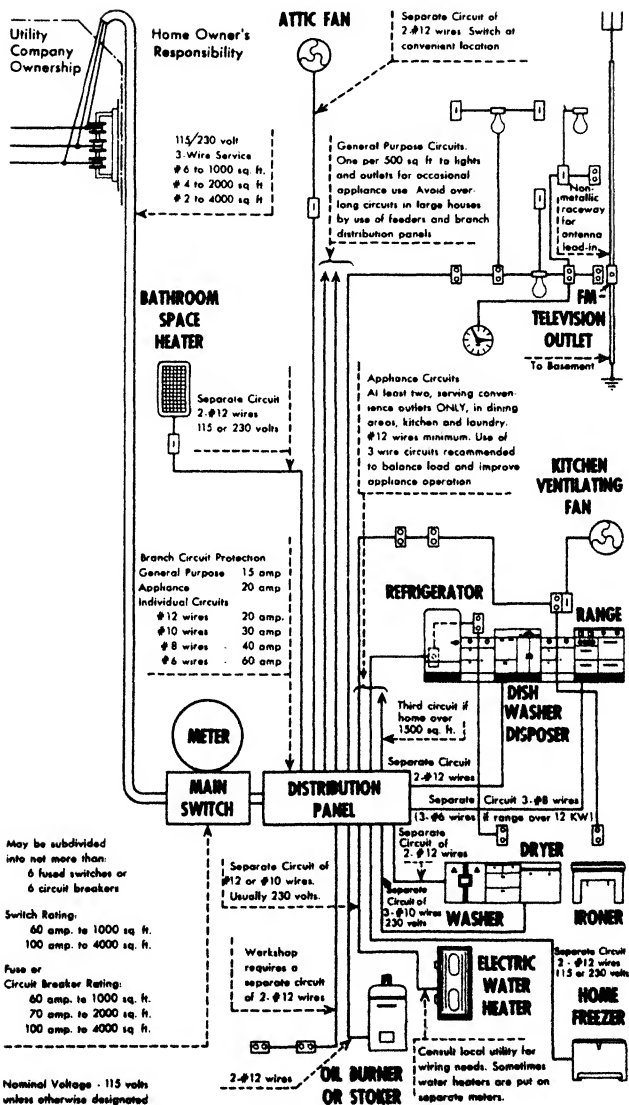 Utility
Company
Ownership
Home Owner's
Responsibility
ATTIC FAN
Separate Circuit of
2-#12 wires Switch at
convenient location
115/230 volt
3-Wire Service
#6 to 1000 sq. ft.
#4 to 2000 sq ft
#2 to 4000 sq ft
General Purpose Circuits.
One per 500 sq ft to lights
and outlets for occasional
appliance use Avoid over-
long circuits in large houses
by use of feeders and branch
distribution panels
Non-
metallic
raceway
for
antenna
lead-in
FM-
TELEVISION
OUTLET
To Basement
BATHROOM
SPACE
HEATER
Separate Circuit
2-#12 wires
115 or 230 volts
Appliance Circuits
At least two, serving conven-
ience outlets ONLY, in dining
areas, kitchen and laundry.
#12 wires minimum. Use of
3 wire circuits recommended
to balance load and improve
appliance operation
KITCHEN
VENTILATING
FAN
Branch Circuit Protection
General Purpose 15 amp
Appliance 20 amp
Individual Circuits
#12 wires 20 amp.
#10 wires 30 amp
#8 wires - 40 amp
#6 wires - 60 amp
REFRIGERATOR
RANGE
DISH
WASHER
DISPOSER
Third circuit if
home over
1500 sq. ft.
METER
MAIN
SWITCH
DISTRIBUTION
PANEL
Separate Circuit
2-#12 wires
Separate Circuit 3-#8 wires
(3-#6 wires if range over 12 KW)
May be subdivided
into not more than:
6 fused switches or
6 circuit breakers
Switch Rating:
60 amp. to 1000 sq. ft.
100 amp. to 4000 sq. ft.
Fuse or
Circuit Breaker Rating:
60 amp. to 1000 sq. ft.
70 amp. to 2000 sq. ft.
100 amp. to 4000 sq. ft.
Nominal Voltage - 115 volts
unless otherwise designated
Separate Circuit of
#12 or #10 wires.
Usually 230 volts.
Workshop
requires a
separate circuit
of 2-#12 wires
2-#12 wires
Separate
Circuit of
2-#12 wires
DRYER
Separate
Circuit of
3-#10 wires
230 volts
WASHER
IRONER
ELECTRIC
WATER
HEATER
Separate Circuit
2 - #12 wires
115 or 230 volts
HOME
FREEZER
OIL BURNER
OR STOKER
Consult local utility for
wiring needs. Sometimes
water heaters are put on
separate meters.